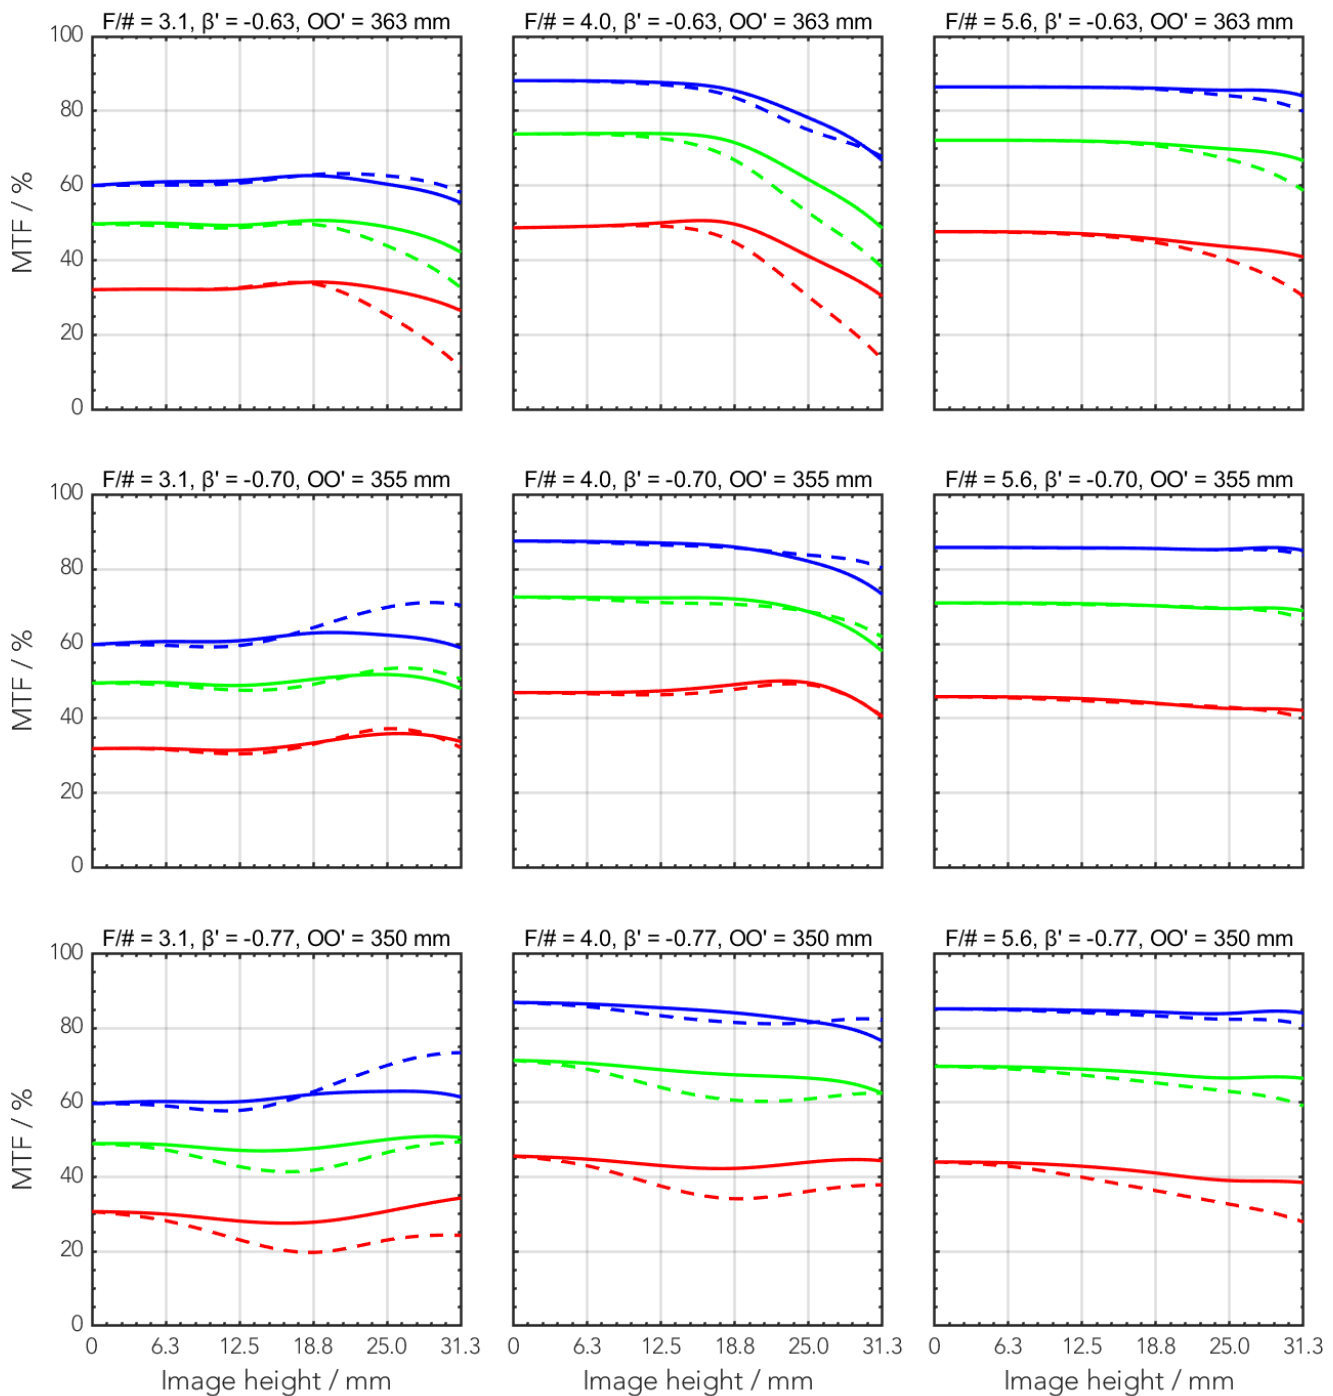 F/# = 3.1, β' = -0.63, OO' = 363 mm
F/# = 4.0, β' = -0.63, OO' = 363 mm
F/# = 5.6, β' = -0.63, OO' = 363 mm
100
80
60
40
20
0
MTF / %
F/# = 3.1, β' = -0.70, OO' = 355 mm
F/# = 4.0, β' = -0.70, OO' = 355 mm
F/# = 5.6, β' = -0.70, OO' = 355 mm
100
80
60
40
20
0
MTF / %
F/# = 3.1, β' = -0.77, OO' = 350 mm
F/# = 4.0, β' = -0.77, OO' = 350 mm
F/# = 5.6, β' = -0.77, OO' = 350 mm
100
80
60
40
20
0
MTF / %
0 6.3 12.5 18.8 25.0 31.3
0 6.3 12.5 18.8 25.0 31.3
0 6.3 12.5 18.8 25.0 31.3
Image height / mm
Image height / mm
Image height / mm